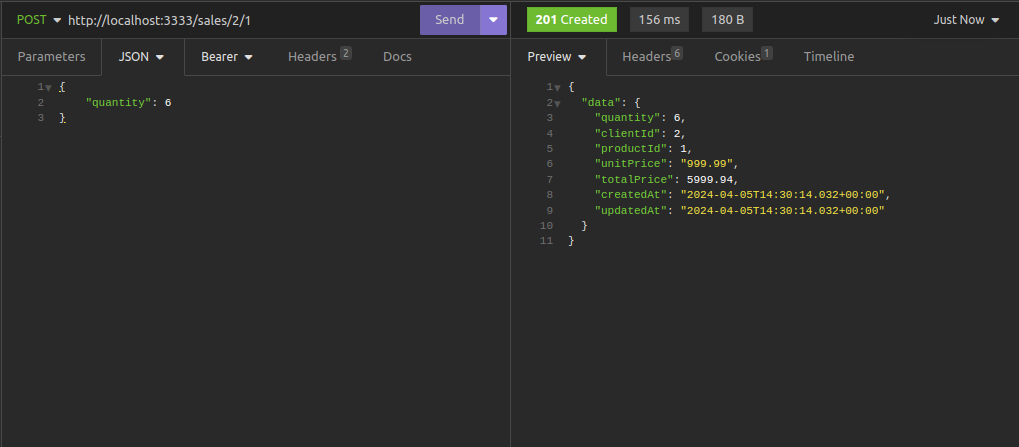 POST http://localhost:3333/sales/2/1 Send 201 Created 156 ms 180 B Just Now
Parameters JSON Bearer Headers 2 Docs Preview Headers 6 Cookies 1 Timeline
1 {
2 "quantity": 6
3 }
1 {
2 "data": {
3 "quantity": 6,
4 "clientId": 2,
5 "productId": 1,
6 "unitPrice": "999.99",
7 "totalPrice": 5999.94,
8 "createdAt": "2024-04-05T14:30:14.032+00:00",
9 "updatedAt": "2024-04-05T14:30:14.032+00:00"
10 }
11 }